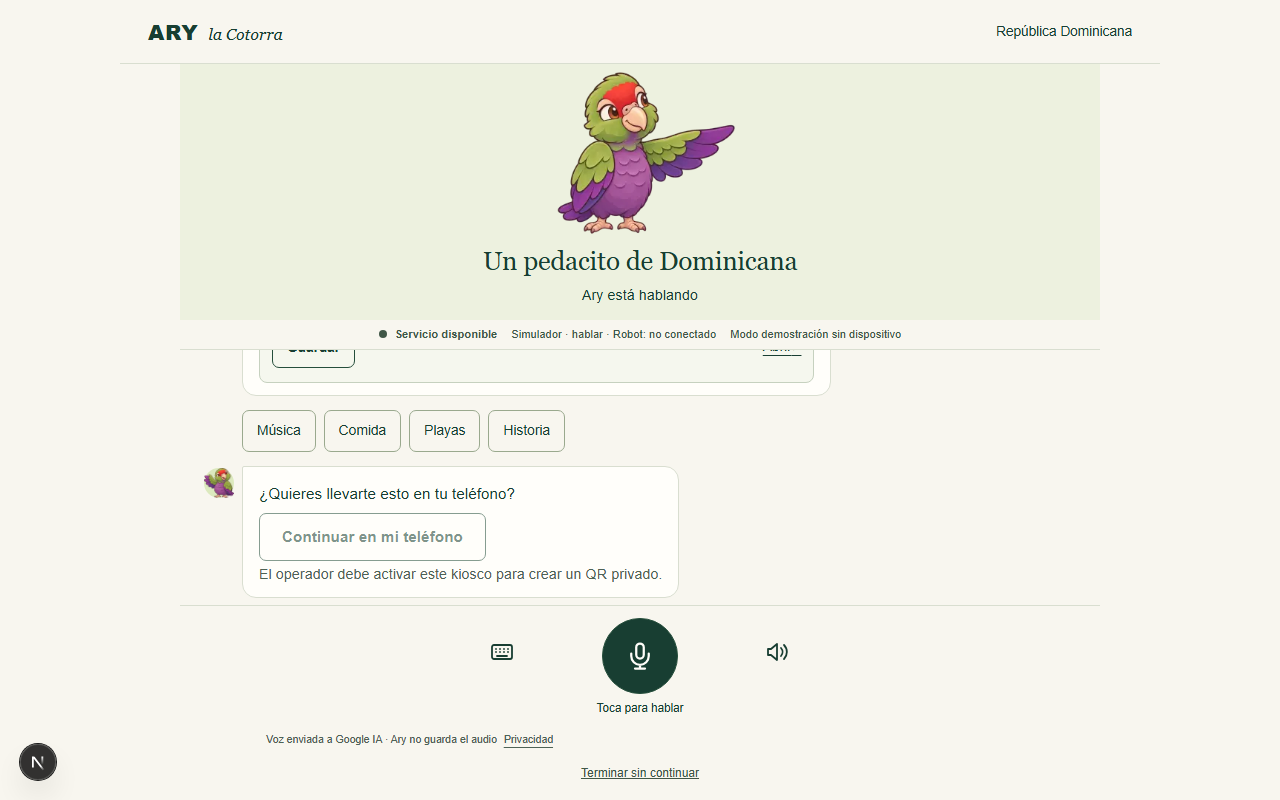 ARY la Cotorra
República Dominicana
Un pedacito de Dominicana
Ary está hablando
Servicio disponible Simulador · hablar · Robot: no conectado Modo demostración sin dispositivo
Música Comida Playas Historia
¿Quieres llevarte esto en tu teléfono?
Continuar en mi teléfono
El operador debe activar este kiosco para crear un QR privado.
Toca para hablar
Voz enviada a Google IA · Ary no guarda el audio Privacidad
N
Terminar sin continuar